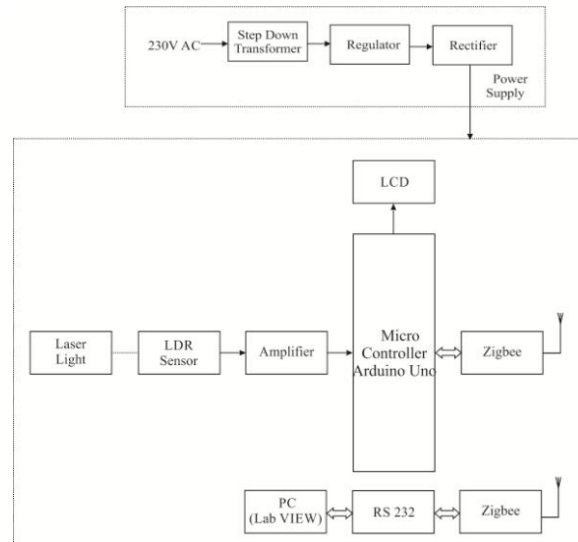 230V AC
Step Down
Transformer
Regulator
Rectifier
Power
Supply
LCD
Laser
Light
LDR
Sensor
Amplifier
Micro
Controller
Arduino Uno
Zigbee
PC
(Lab VIEW)
RS 232
Zigbee